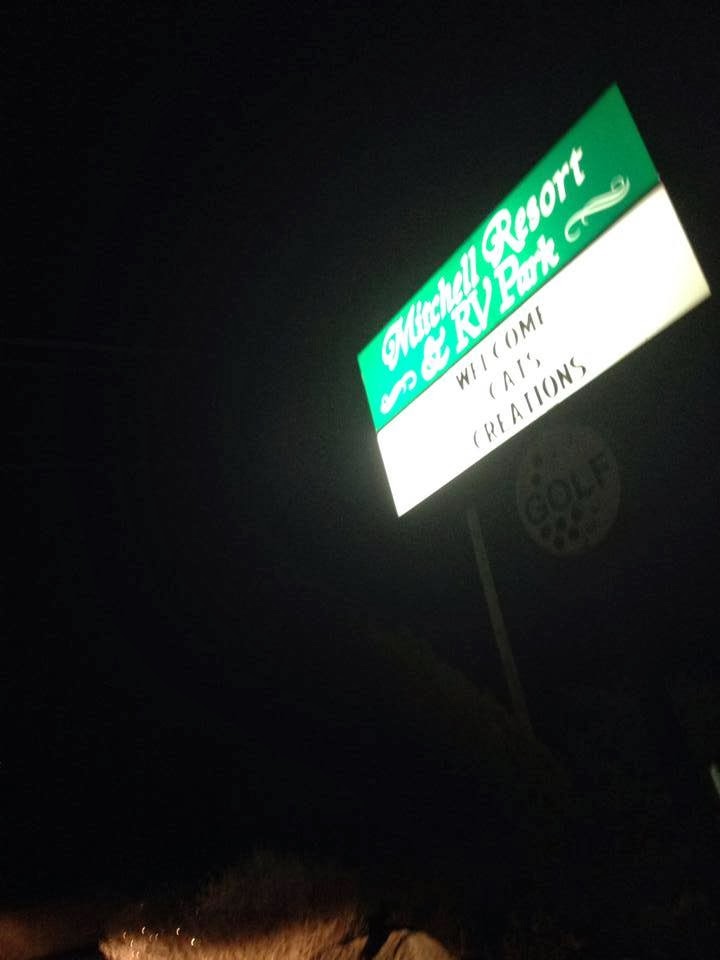 Mitchell Resort
& RV Park
WELCOME
CATS
CREATIONS
GOLF